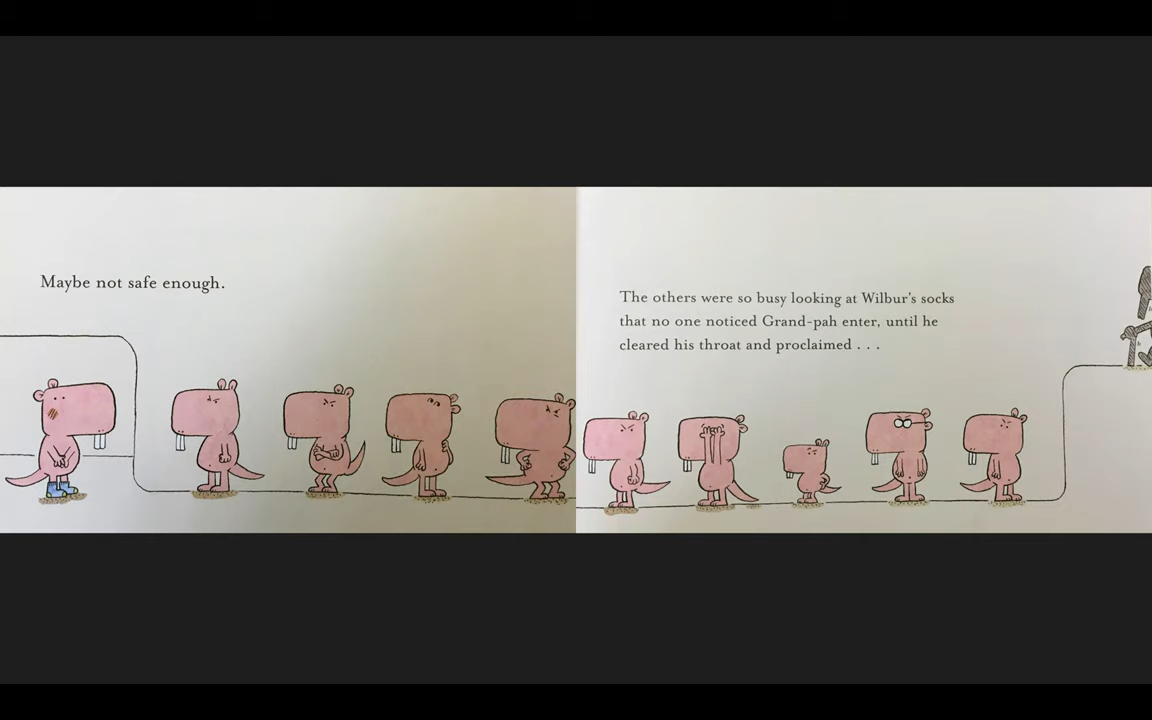 Maybe not safe enough.
The others were so busy looking at Wilbur's socks
that no one noticed Grand-pah enter, until he
cleared his throat and proclaimed . . .